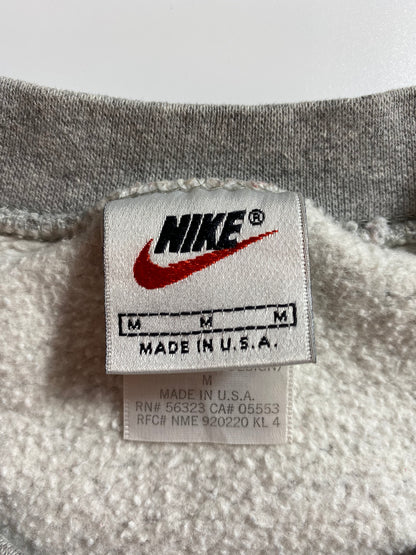 NIKE®
M M M
MADE IN U.S.A.
M
MADE IN U.S.A.
RN# 56323 CA# 05553
RFC# NME 920220 KL 4